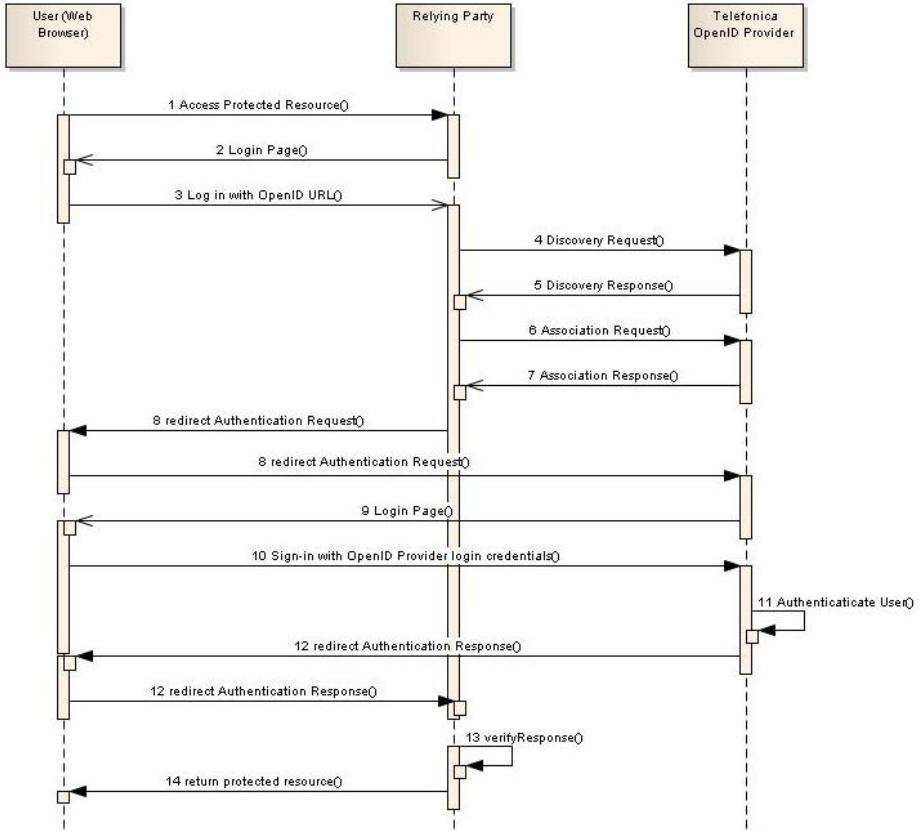 User (Web
Browser)
Relying Party
Telefonica
OpenID Provider
1 Access Protected Resource()
2 Login Page()
3 Log in with OpenID URL()
4 Discovery Request()
5 Discovery Response()
6 Association Request()
7 Association Response()
8 redirect Authentication Request()
8 redirect Authentication Request()
9 Login Page()
10 Sign-in with OpenID Provider login credentials()
11 Authenticaticate User()
12 redirect Authentication Response()
12 redirect Authentication Response()
13 verifyResponse()
14 return protected resource()